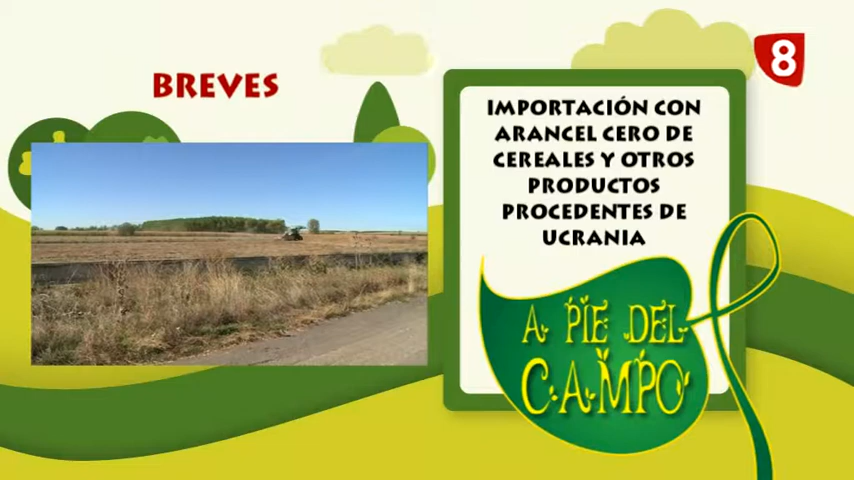 BREVES
8
IMPORTACIÓN CON
ARANCEL CERO DE
CEREALES Y OTROS
PRODUCTOS
PROCEDENTES DE
UCRANIA
A PIE DEL
CAMPO